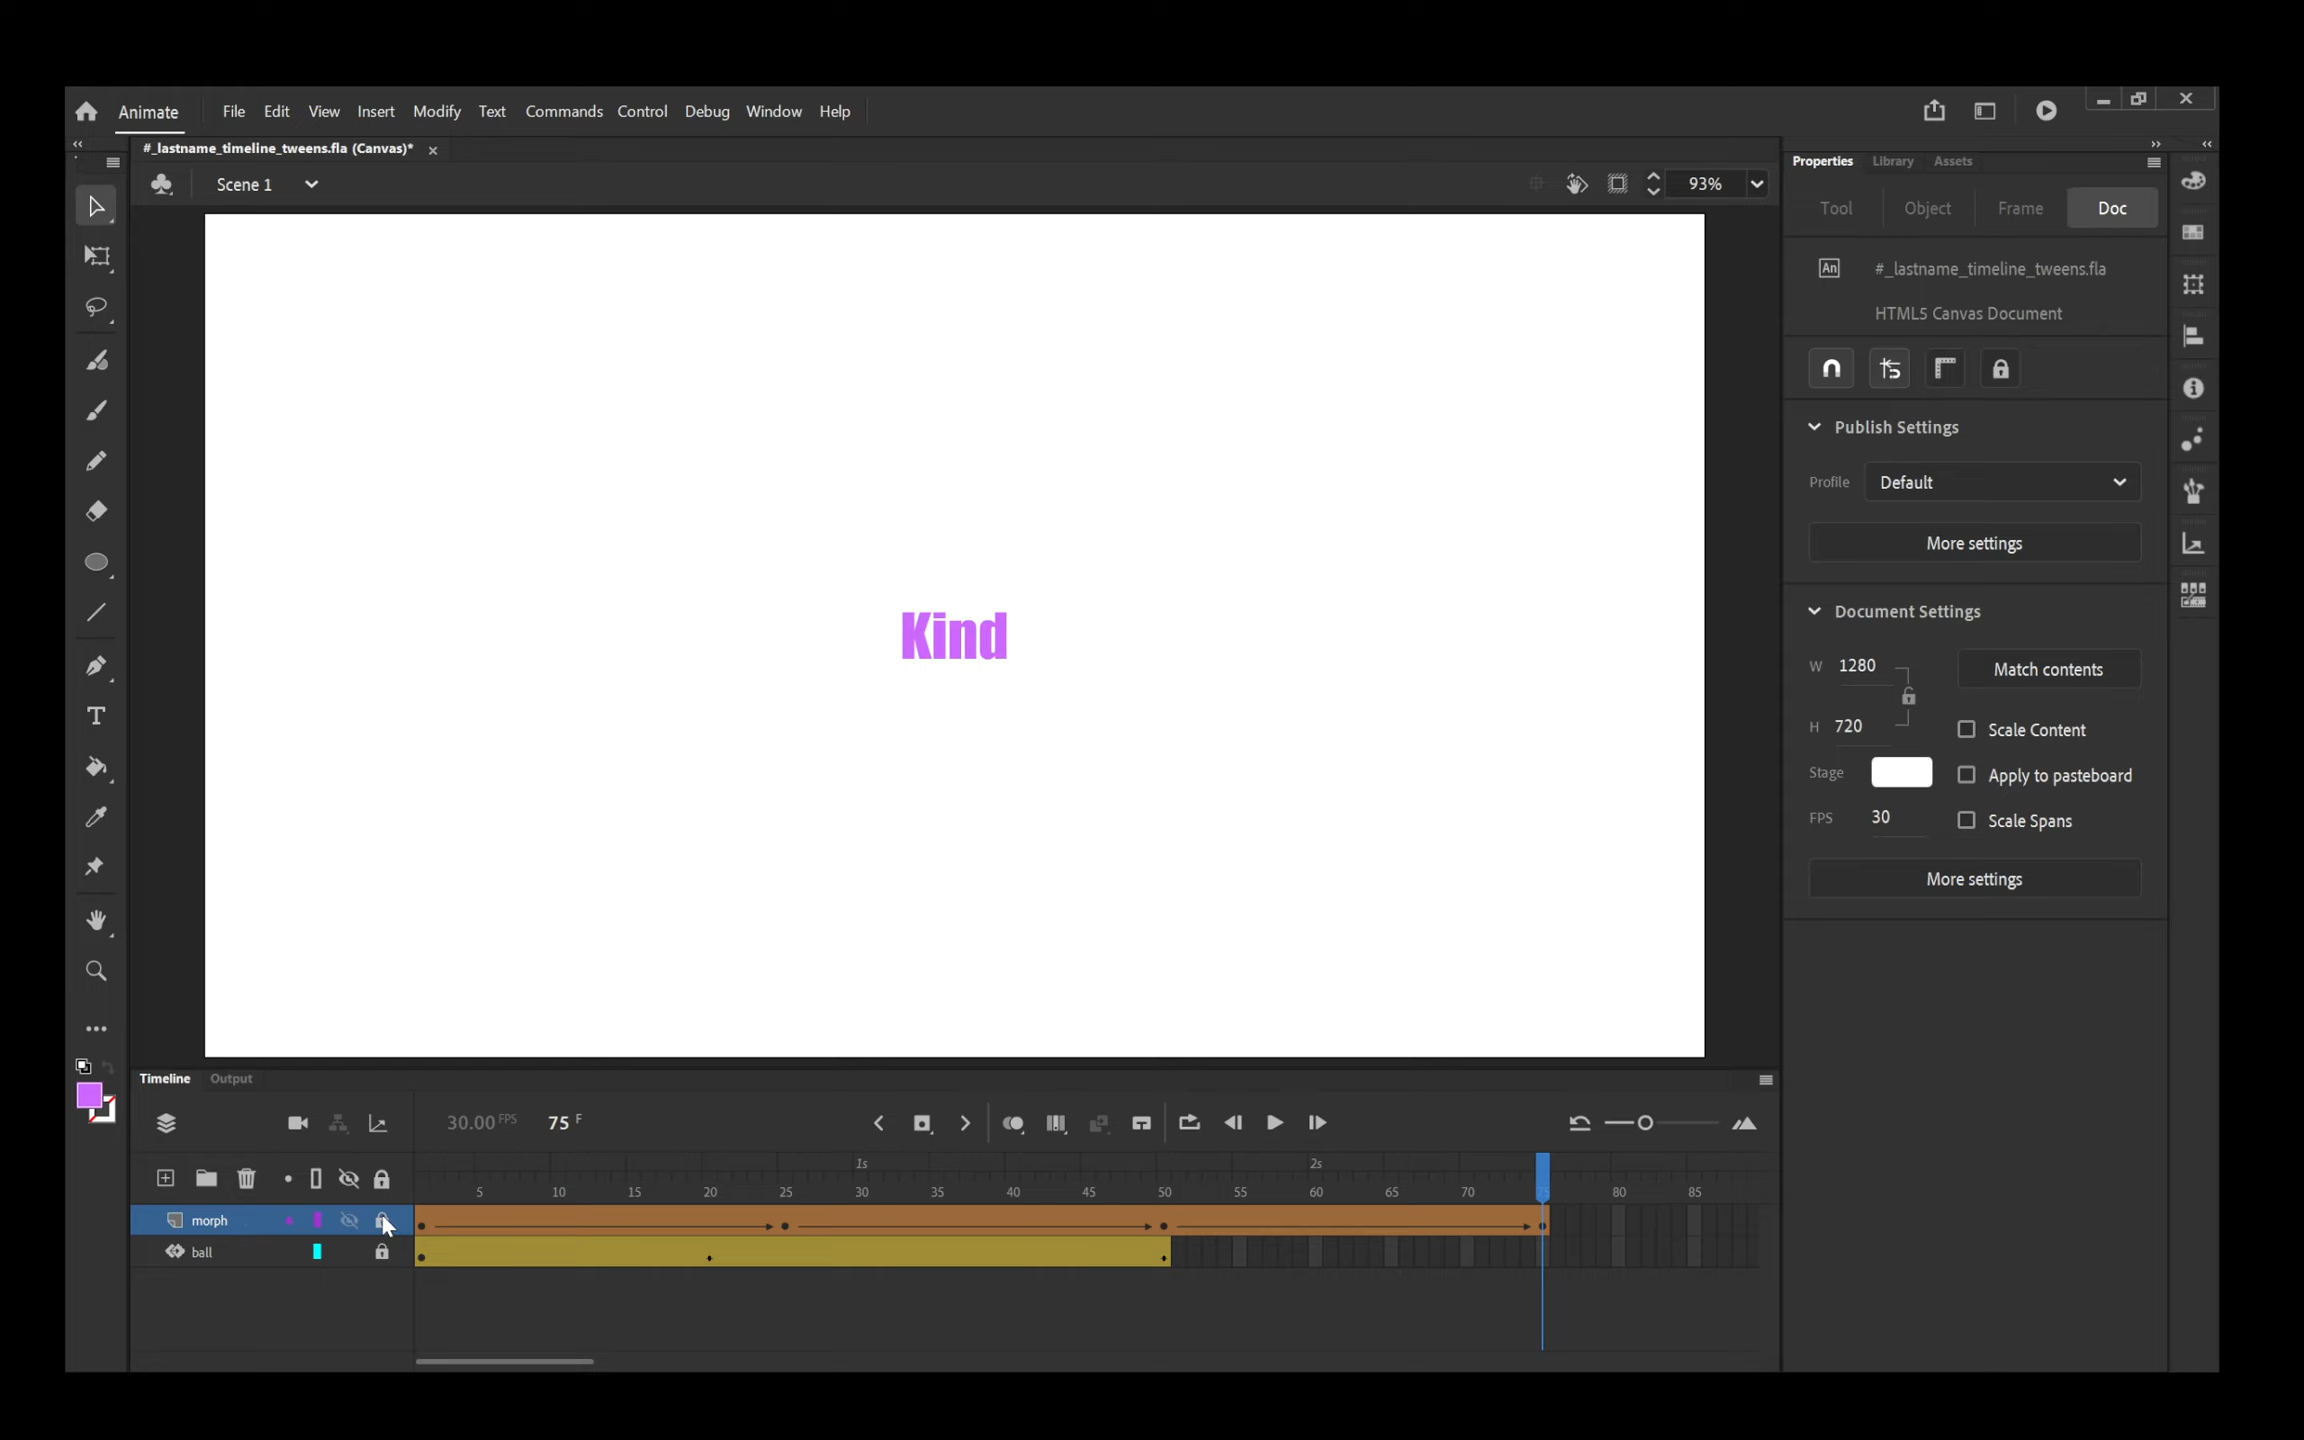 Animate File Edit View Insert Modify Text Commands Control Debug Window Help
#_lastname_timeline_tweens.fla (Canvas)*
Scene 1 93%
Kind
Properties Library Assets
Tool Object Frame Doc
An #_lastname_timeline_tweens.fla
HTML5 Canvas Document
Publish Settings
Profile Default
More settings
Document Settings
W 1280 Match contents
H 720 Scale Content
Stage Apply to pasteboard
FPS 30 Scale Spans
More settings
Timeline Output
30.00 FPS 75 F
1s 2s
5 10 15 20 25 30 35 40 45 50 55 60 65 70 75 80 85
morph
ball